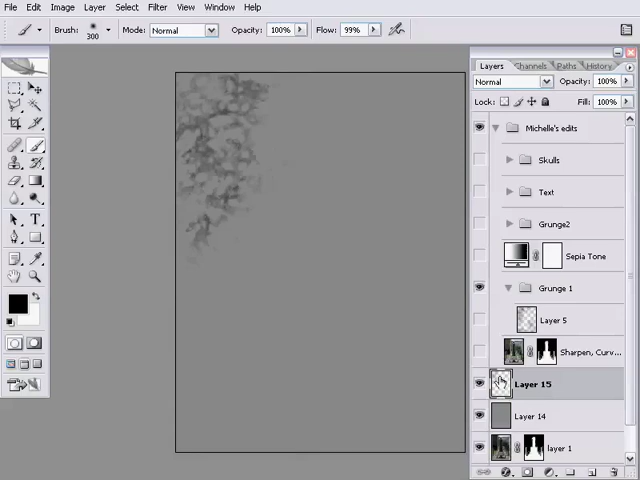 File Edit Image Layer Select Filter View Window Help
Brush: 300 Mode: Normal Opacity: 100% Flow: 99%
Layers Channels Paths History
Normal Opacity: 100%
Lock: Fill: 100%
Michelle's edits
Skulls
Text
Grunge2
Sepia Tone
Grunge 1
Layer 5
Sharpen, Curv...
Layer 15
Layer 14
layer 1